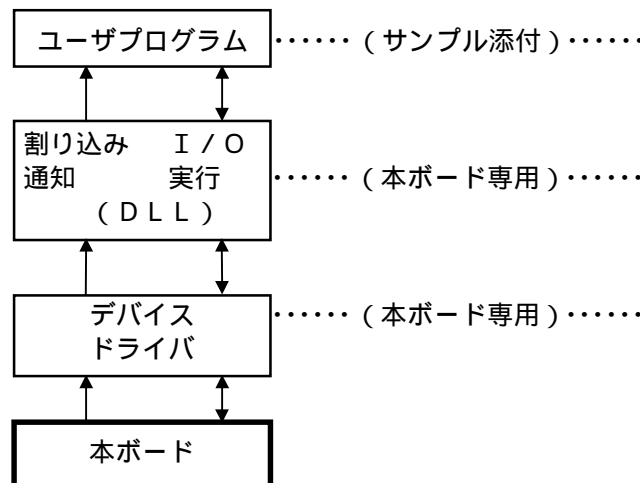 ユーザプログラム ······ (サンプル添付) ······
割り込み Ｉ/Ｏ
通知 実行 ······ (本ボード専用) ······
(ＤＬＬ)
デバイス ······ (本ボード専用) ······
ドライバ
本ボード